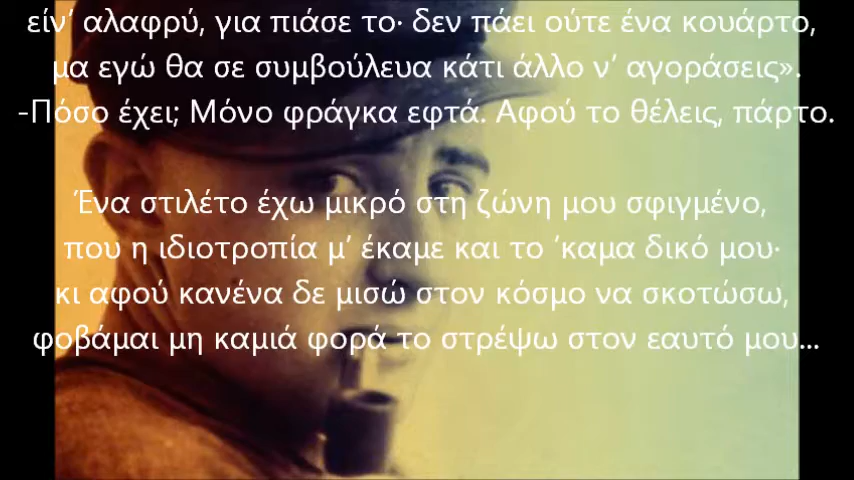 είν’ αλαφρύ, για πιάσε το· δεν πάει ούτε ένα κουάρτο,
μα εγώ θα σε συμβούλευα κάτι άλλο ν’ αγοράσεις».
-Πόσο έχει; Μόνο φράγκα εφτά. Αφού το θέλεις, πάρτο.
Ένα στιλέτο έχω μικρό στη ζώνη μου σφιγμένο,
που η ιδιοτροπία μ’ έκαμε και το ’καμα δικό μου·
κι αφού κανένα δε μισώ στον κόσμο να σκοτώσω,
φοβάμαι μη καμιά φορά το στρέψω στον εαυτό μου...